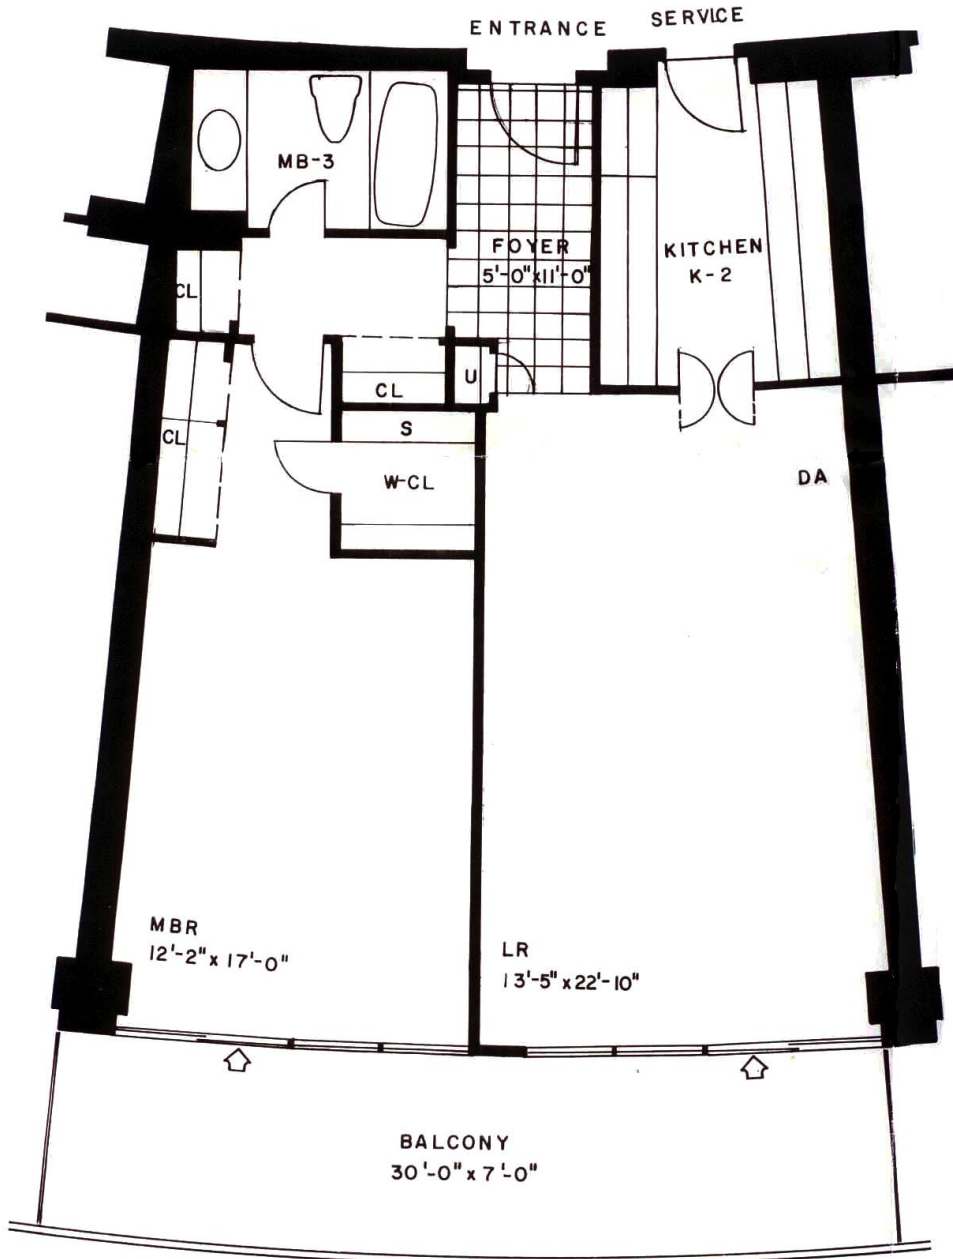 ENTRANCE
SERVICE
MB-3
FOYER
5'-0"x11'-0"
KITCHEN
K-2
CL
CL
U
CL
S
W-CL
DA
MBR
12'-2" x 17'-0"
LR
13'-5" x 22'-10"
BALCONY
30'-0" x 7'-0"